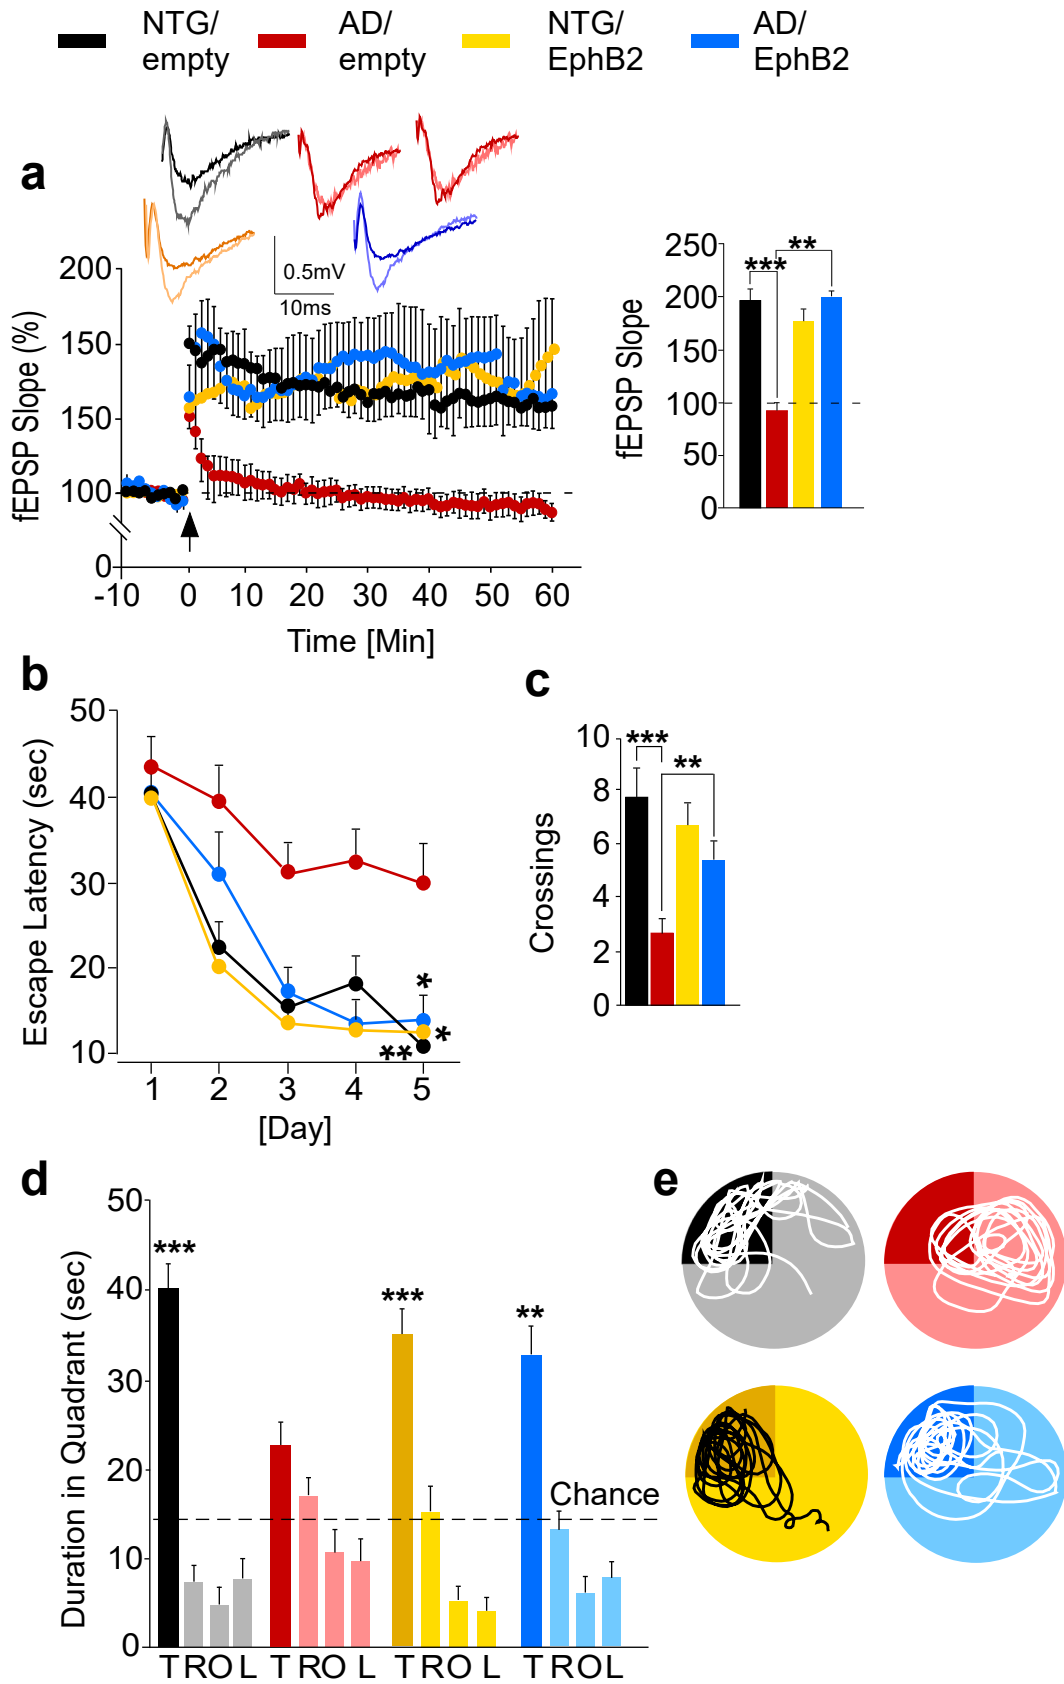 NTG/ AD/ NTG/ AD/
empty empty EphB2 EphB2
a
0.5mV
10ms
fEPSP Slope (%)
200
150
150
100
0
-10 0 10 20 30 40 50 60
Time [Min]
fEPSP Slope
250
200
150
100
50
0
*** **
b
Escape Latency (sec)
50
40
30
20
10
*
*
**
1 2 3 4 5
[Day]
c
Crossings
10
8
6
4
2
0
*** **
d
Duration in Quadrant (sec)
50
40
30
20
10
0
*** *** **
Chance
T R O L T R O L T R O L T R O L
e